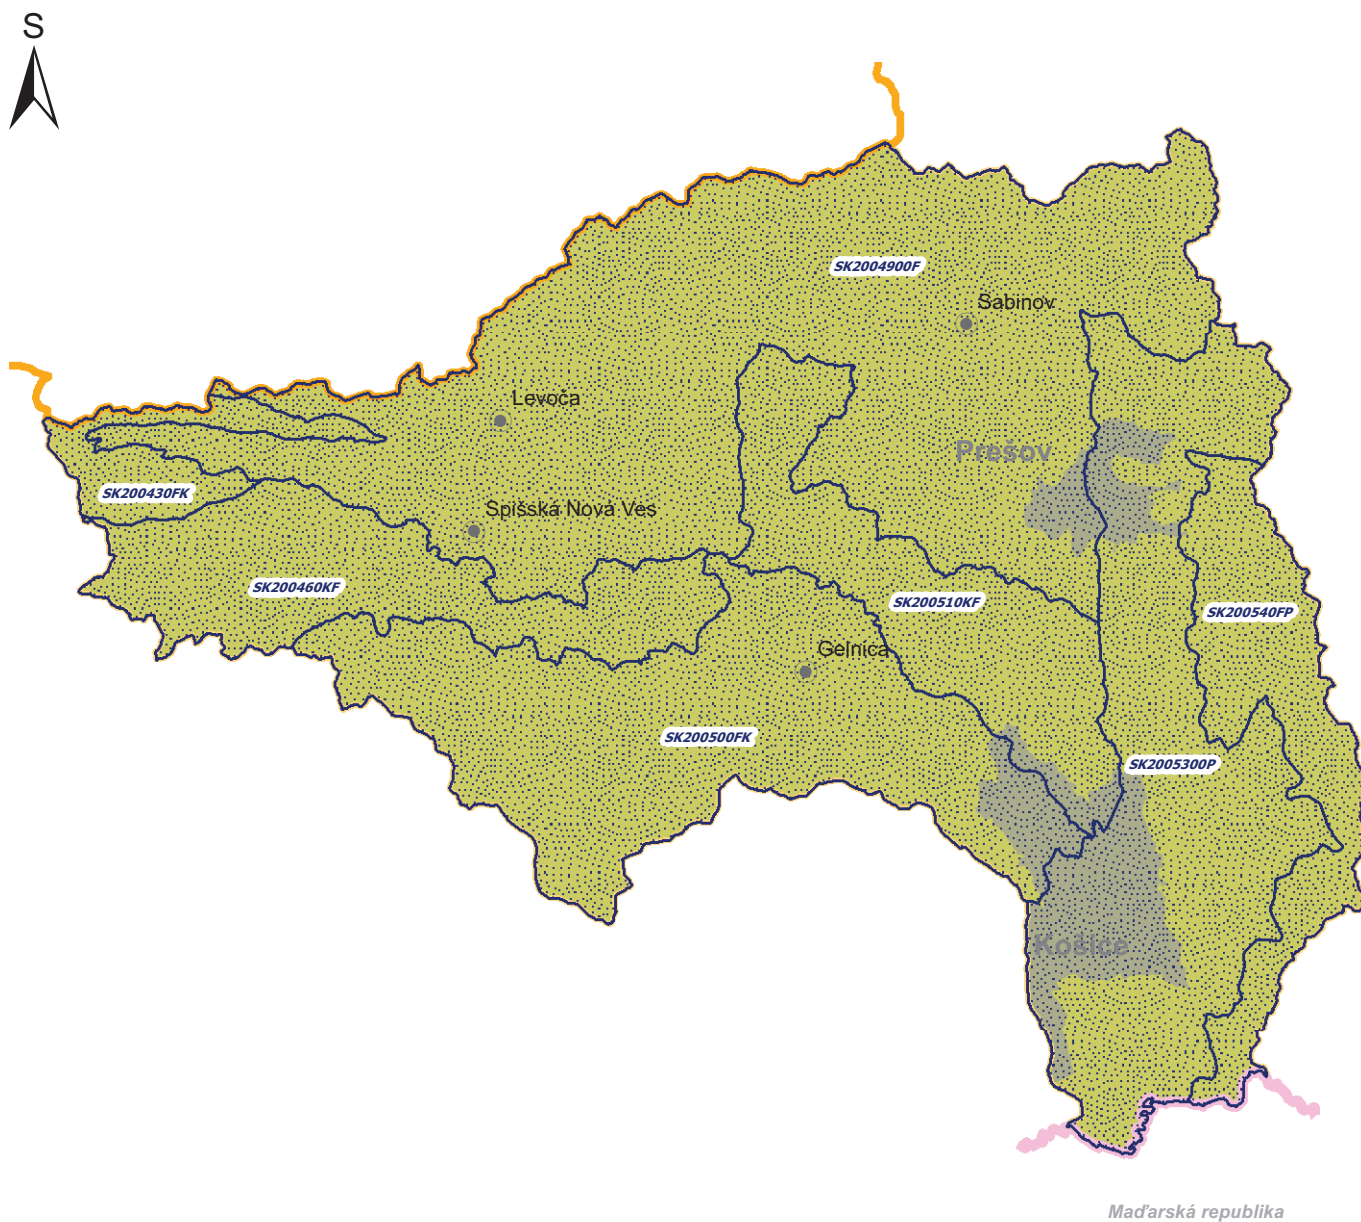 S
SK2004900F
Sabinov
Levoča
Prešov
SK200430FK
Spišská Nová Ves
SK200460KF
SK200510KF
SK200540FP
Gelnica
SK200500FK
SK2005300P
Košice
Maďarská republika